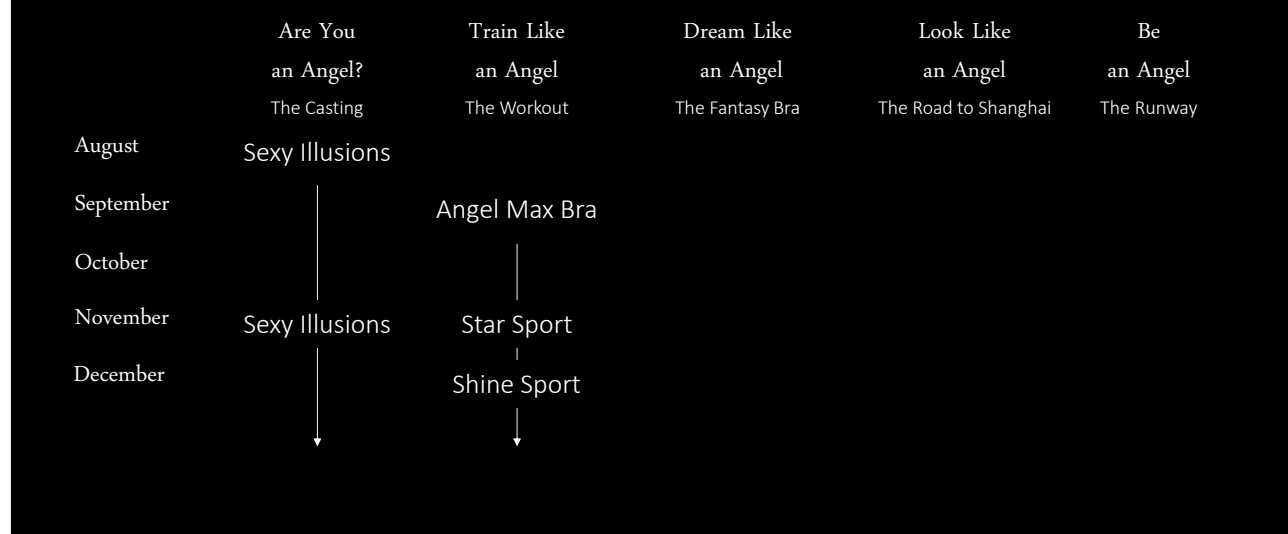 Are You Train Like Dream Like Look Like Be
an Angel? an Angel an Angel an Angel an Angel
The Casting The Workout The Fantasy Bra The Road to Shanghai The Runway
August Sexy Illusions
September Angel Max Bra
October
November Sexy Illusions Star Sport
December Shine Sport